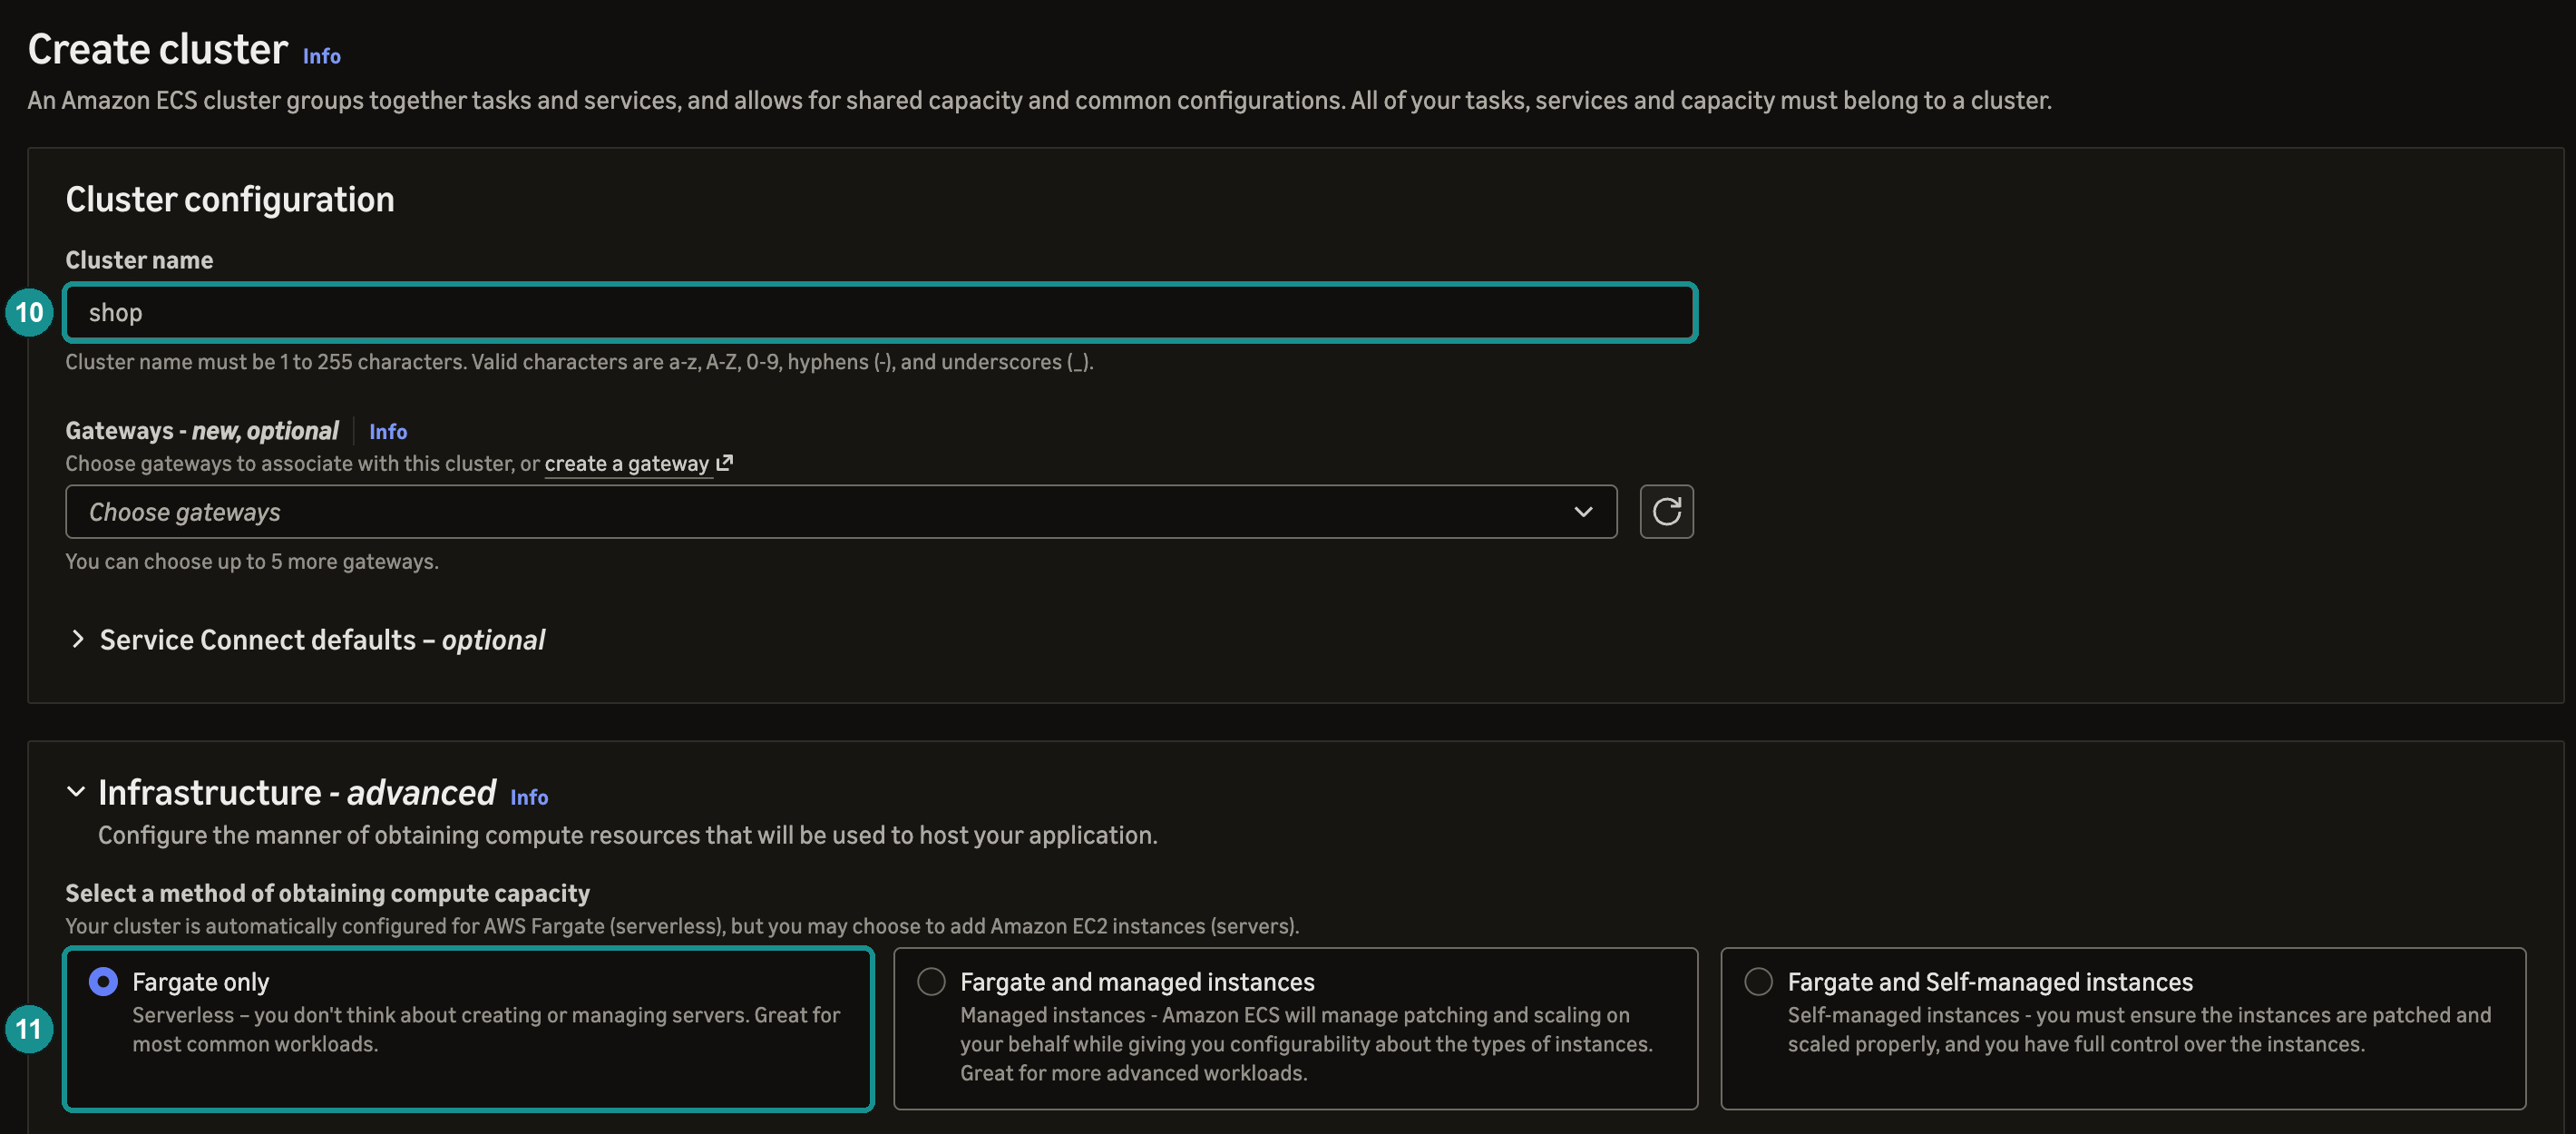 Create cluster Info
An Amazon ECS cluster groups together tasks and services, and allows for shared capacity and common configurations. All of your tasks, services and capacity must belong to a cluster.
Cluster configuration
Cluster name
10 shop
Cluster name must be 1 to 255 characters. Valid characters are a-z, A-Z, 0-9, hyphens (-), and underscores (_).
Gateways - new, optional Info
Choose gateways to associate with this cluster, or create a gateway
Choose gateways
You can choose up to 5 more gateways.
Service Connect defaults – optional
Infrastructure - advanced Info
Configure the manner of obtaining compute resources that will be used to host your application.
Select a method of obtaining compute capacity
Your cluster is automatically configured for AWS Fargate (serverless), but you may choose to add Amazon EC2 instances (servers).
11
Fargate only
Serverless – you don't think about creating or managing servers. Great for
most common workloads.
Fargate and managed instances
Managed instances - Amazon ECS will manage patching and scaling on
your behalf while giving you configurability about the types of instances.
Great for more advanced workloads.
Fargate and Self-managed instances
Self-managed instances - you must ensure the instances are patched and
scaled properly, and you have full control over the instances.